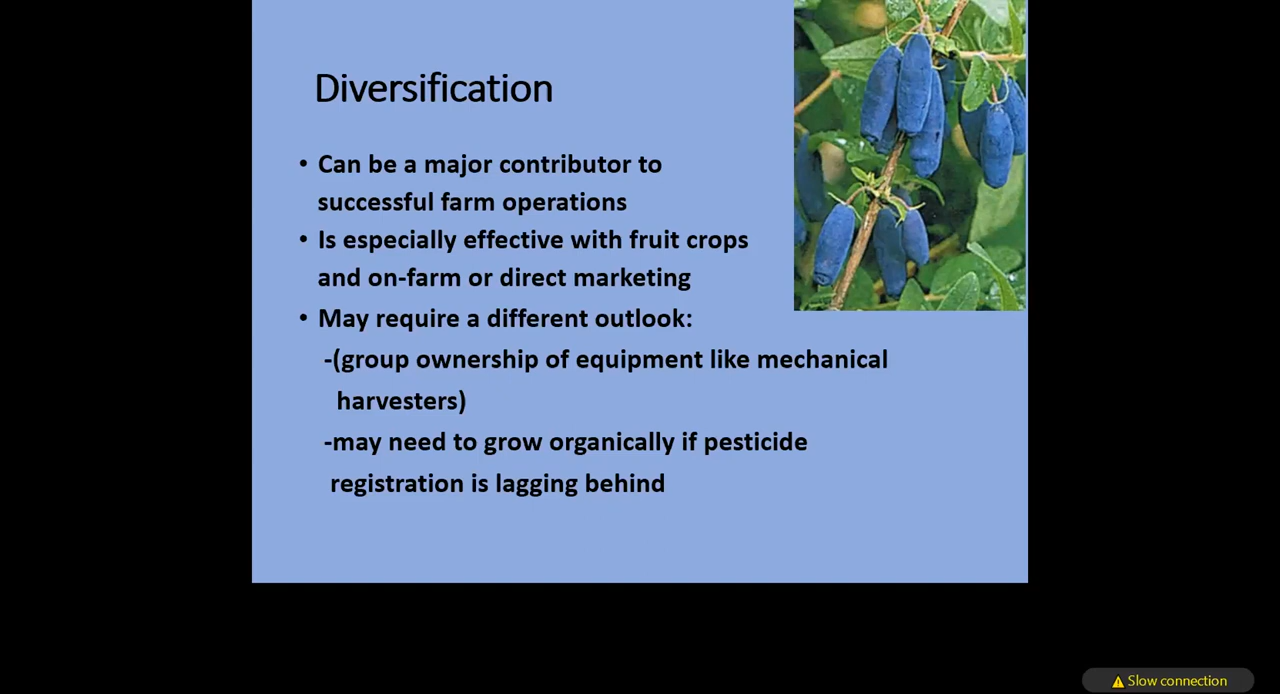 Diversification
• Can be a major contributor to
successful farm operations
• Is especially effective with fruit crops
and on-farm or direct marketing
• May require a different outlook:
-(group ownership of equipment like mechanical
harvesters)
-may need to grow organically if pesticide
registration is lagging behind
Slow connection